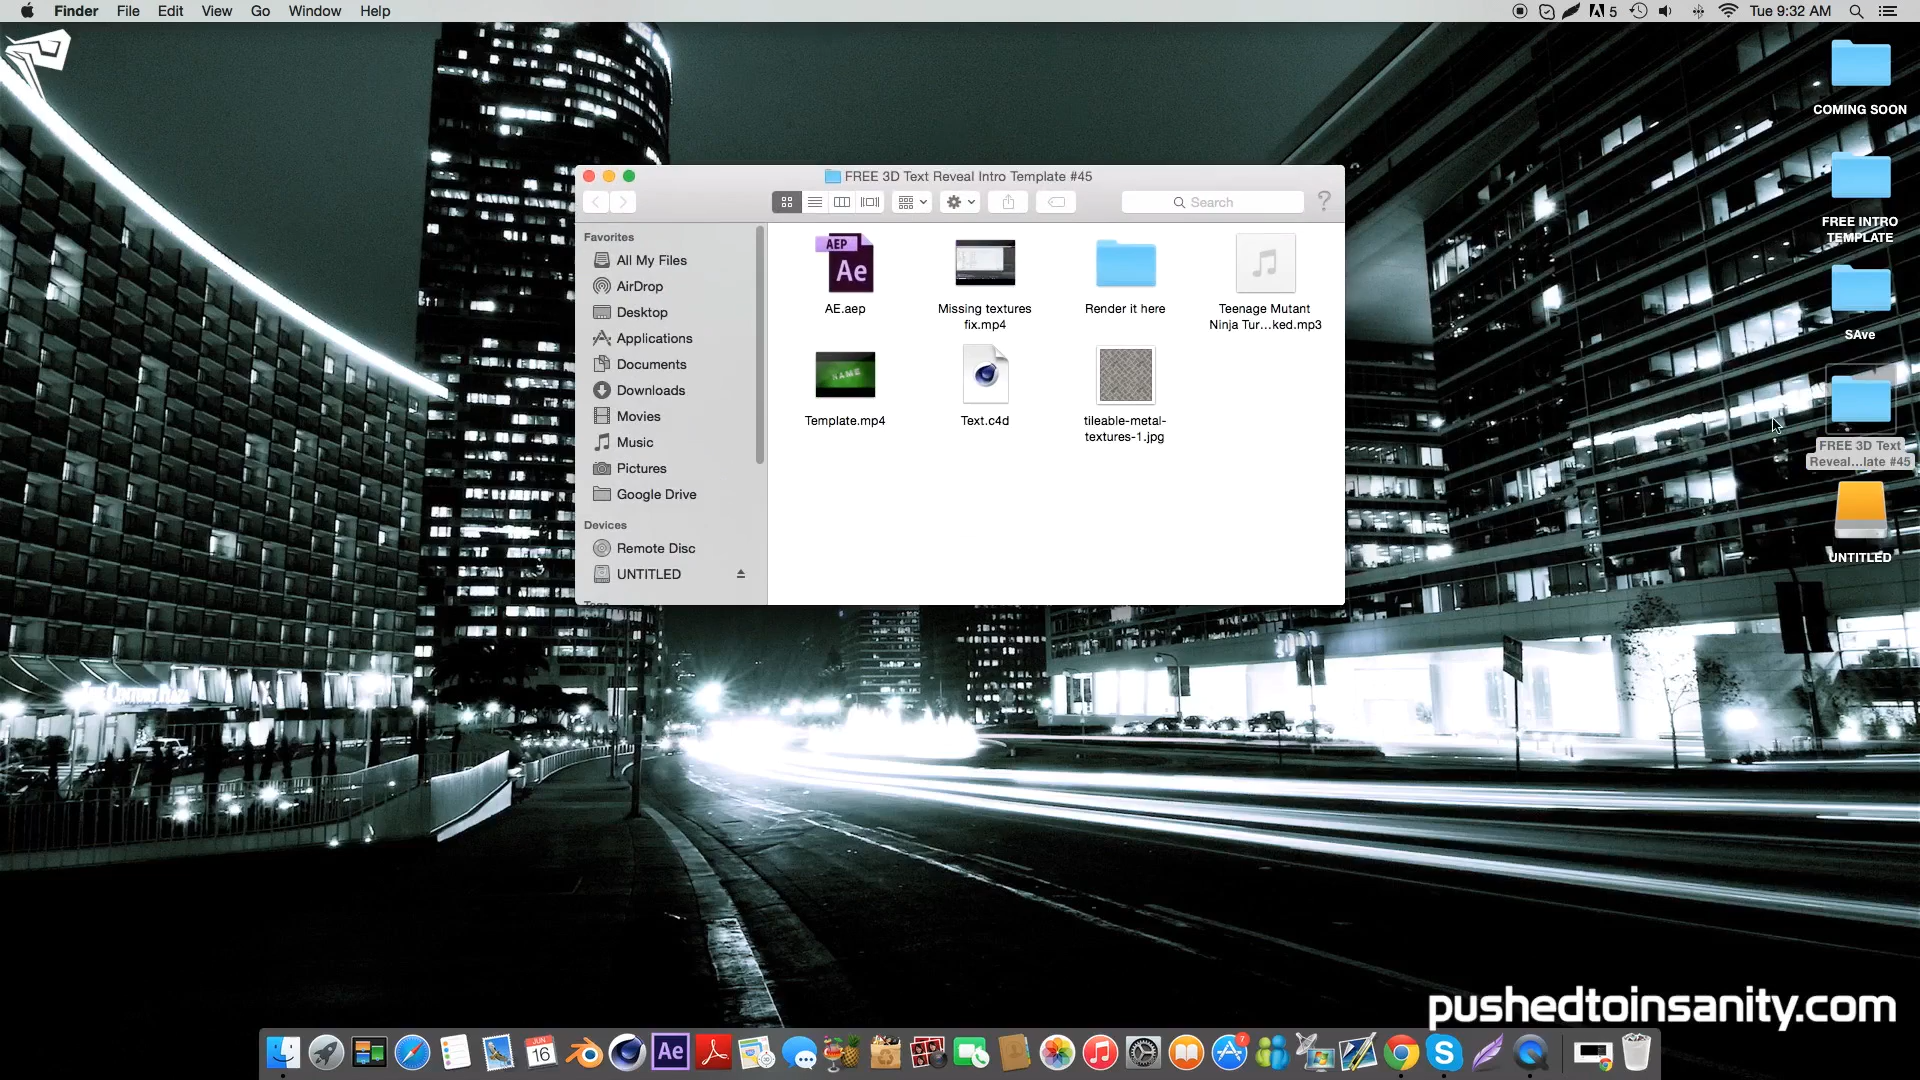 Finder File Edit View Go Window Help
5 Tue 9:32 AM
COMING SOON
FREE INTRO
TEMPLATE
SAve
FREE 3D Text
Reveal...late #45
UNTITLED
FREE 3D Text Reveal Intro Template #45
Search
Favorites
All My Files
AirDrop
Desktop
Applications
Documents
Downloads
Movies
Music
Pictures
Google Drive
Devices
Remote Disc
UNTITLED
AEP
Ae
AE.aep
Missing textures
fix.mp4
Render it here
Teenage Mutant
Ninja Tur...ked.mp3
NAME
Template.mp4
Text.c4d
tileable-metal-
textures-1.jpg
pushedtoinsanity.com
JUN
16
Ae
7